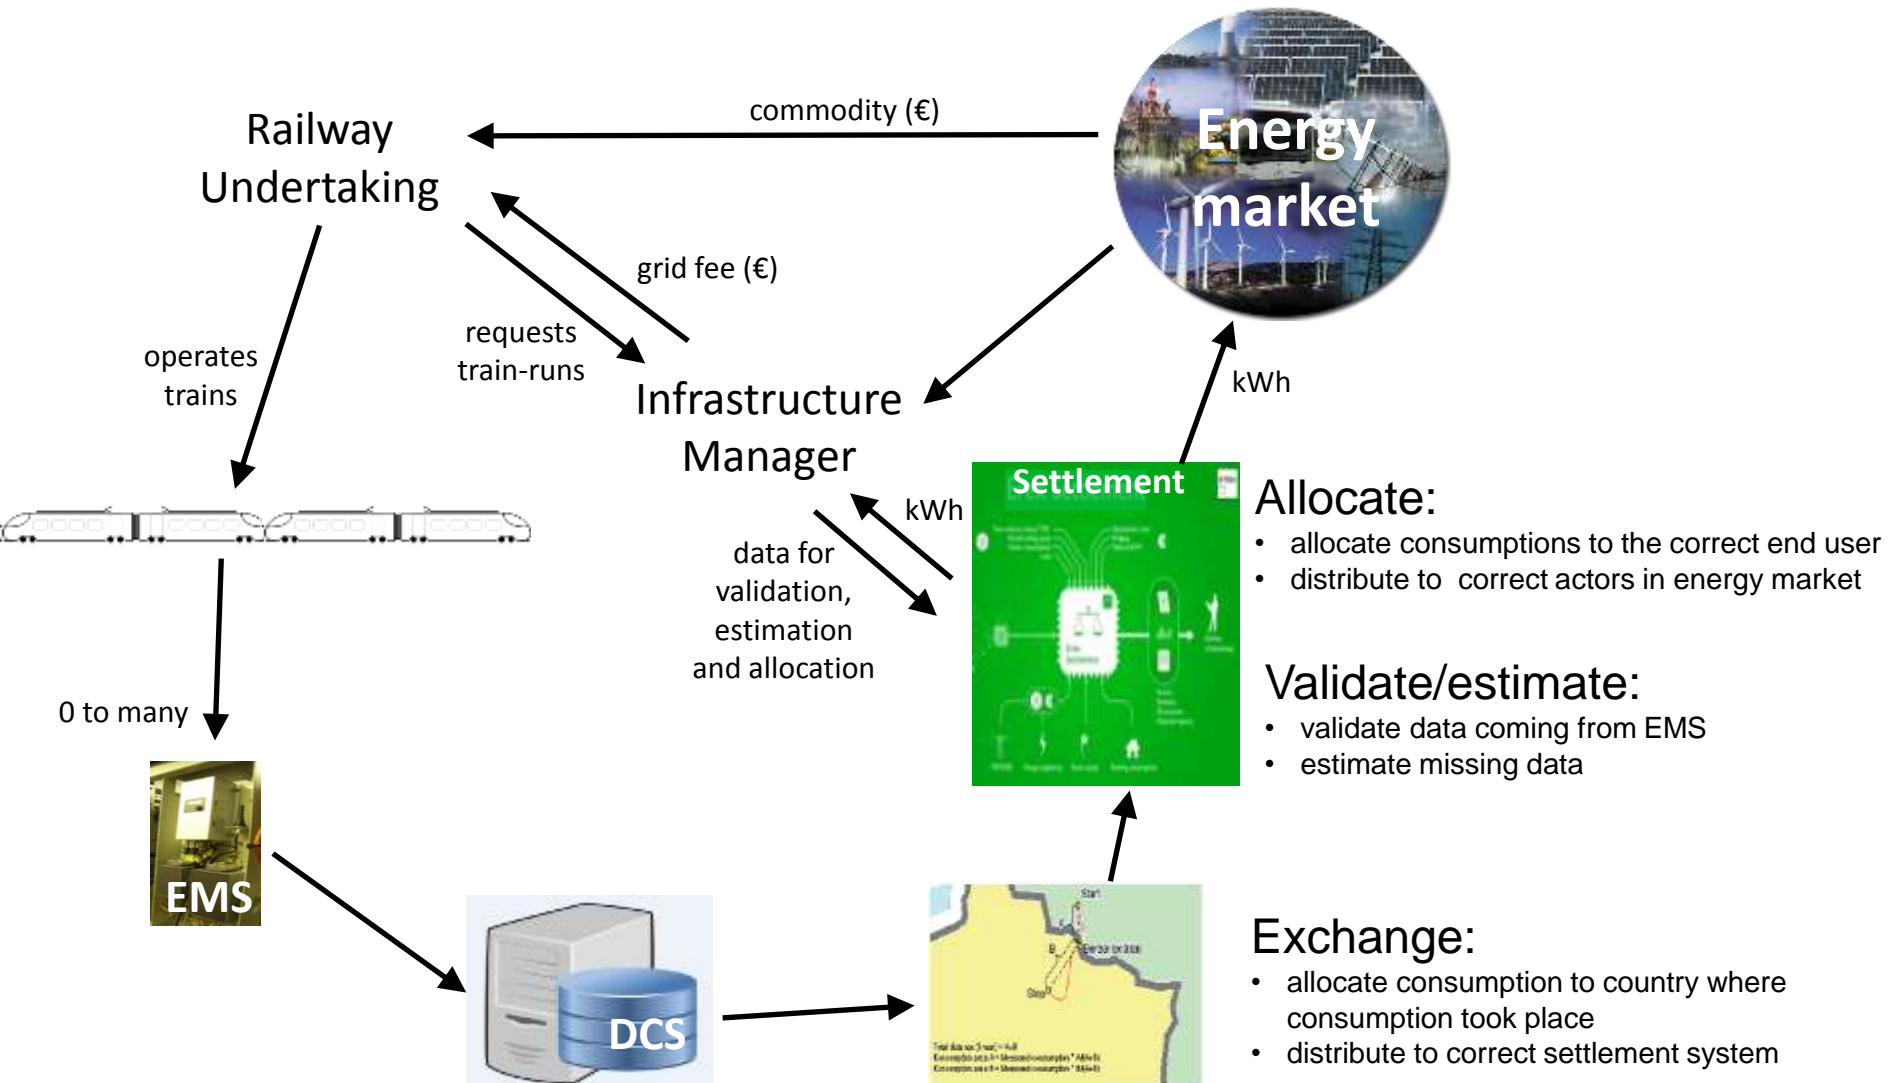 commodity (€)
Railway
Undertaking
Energy
market
grid fee (€)
requests
train-runs
operates
trains
kWh
Infrastructure
Manager
Settlement
kWh
Allocate:
• allocate consumptions to the correct end user
• distribute to correct actors in energy market
data for
validation,
estimation
and allocation
Validate/estimate:
• validate data coming from EMS
• estimate missing data
0 to many
EMS
DCS
Start
B
Stop
Exchange:
• allocate consumption to country where
consumption took place
• distribute to correct settlement system